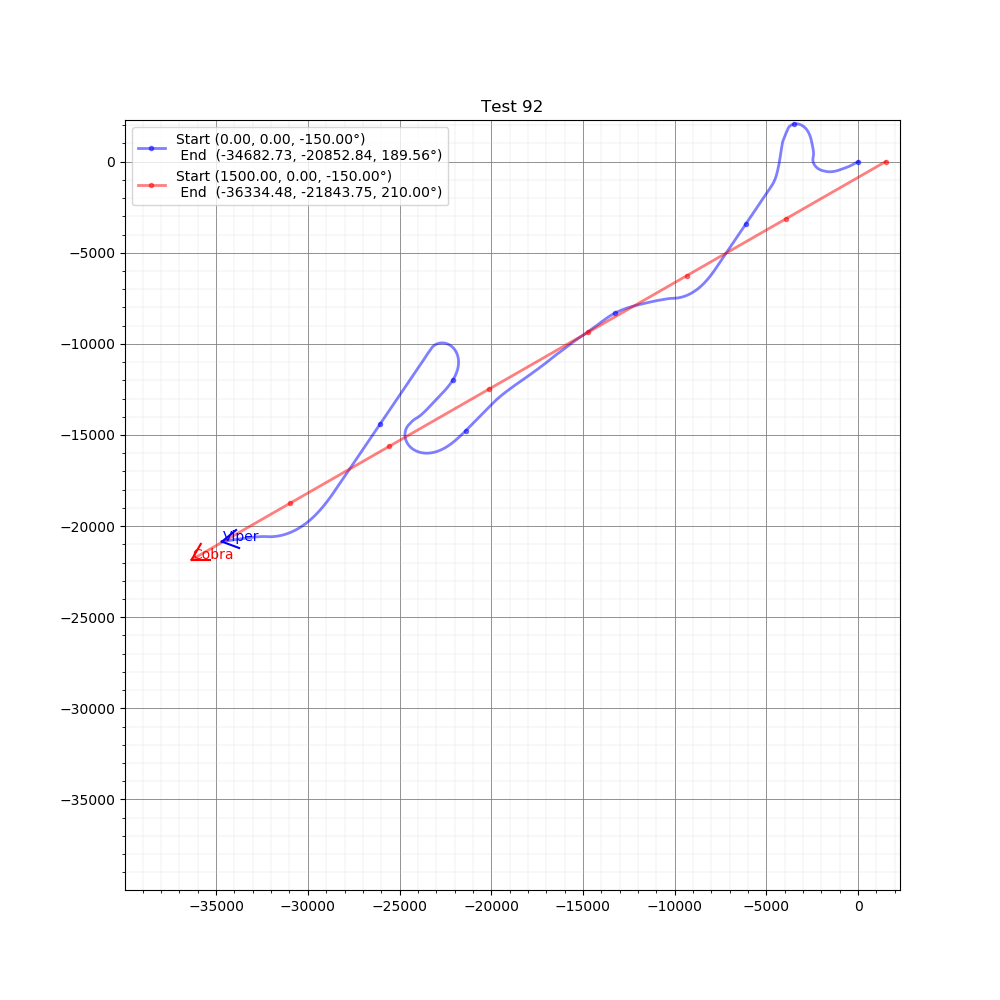 Test 92
Start (0.00, 0.00, -150.00°)
End  (-34682.73, -20852.84, 189.56°)
Start (1500.00, 0.00, -150.00°)
End  (-36334.48, -21843.75, 210.00°)
0
−5000
−10000
−15000
−20000
−25000
−30000
−35000
Viper
Cobra
−35000
−30000
−25000
−20000
−15000
−10000
−5000
0